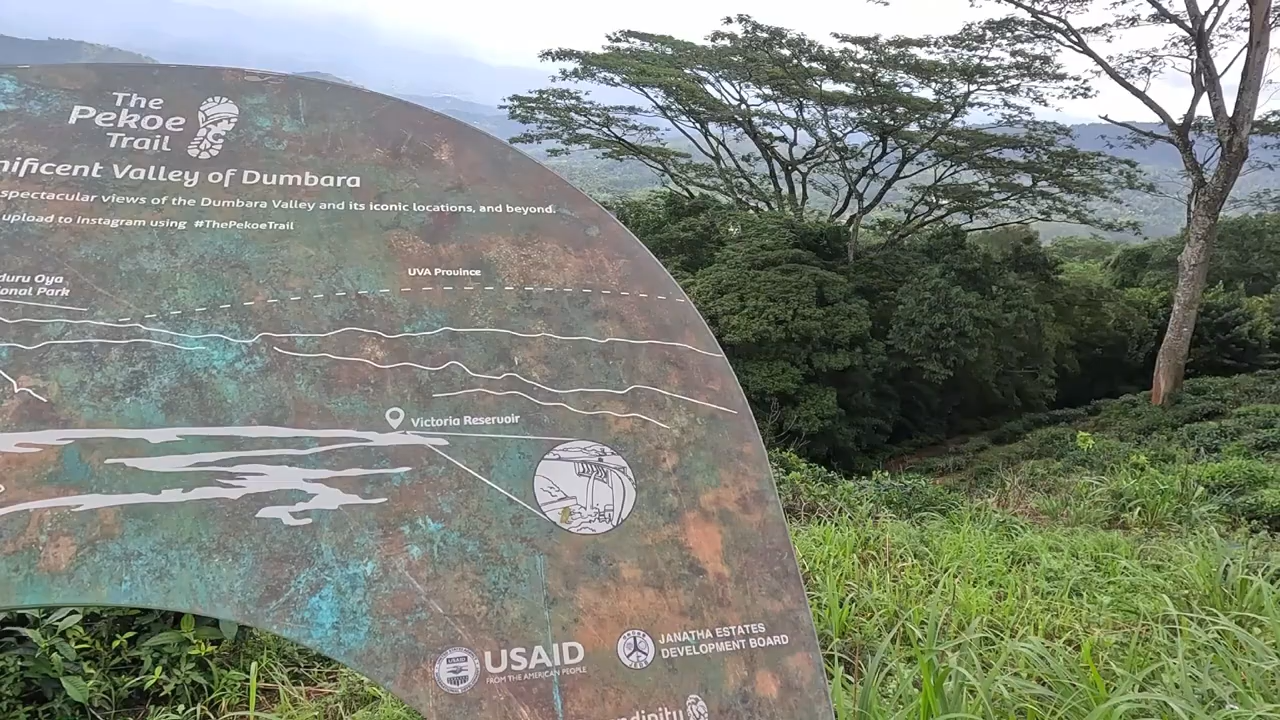 The
Pekoe
Trail
nificent Valley of Dumbara
spectacular views of the Dumbara Valley and its iconic locations, and beyond.
upload to Instagram using #ThePekoeTrail
UVA Province
duru Oya
onal Park
Victoria Reservoir
USAID
USAID
FROM THE AMERICAN PEOPLE
JANATHA ESTATES
DEVELOPMENT BOARD
ndipity